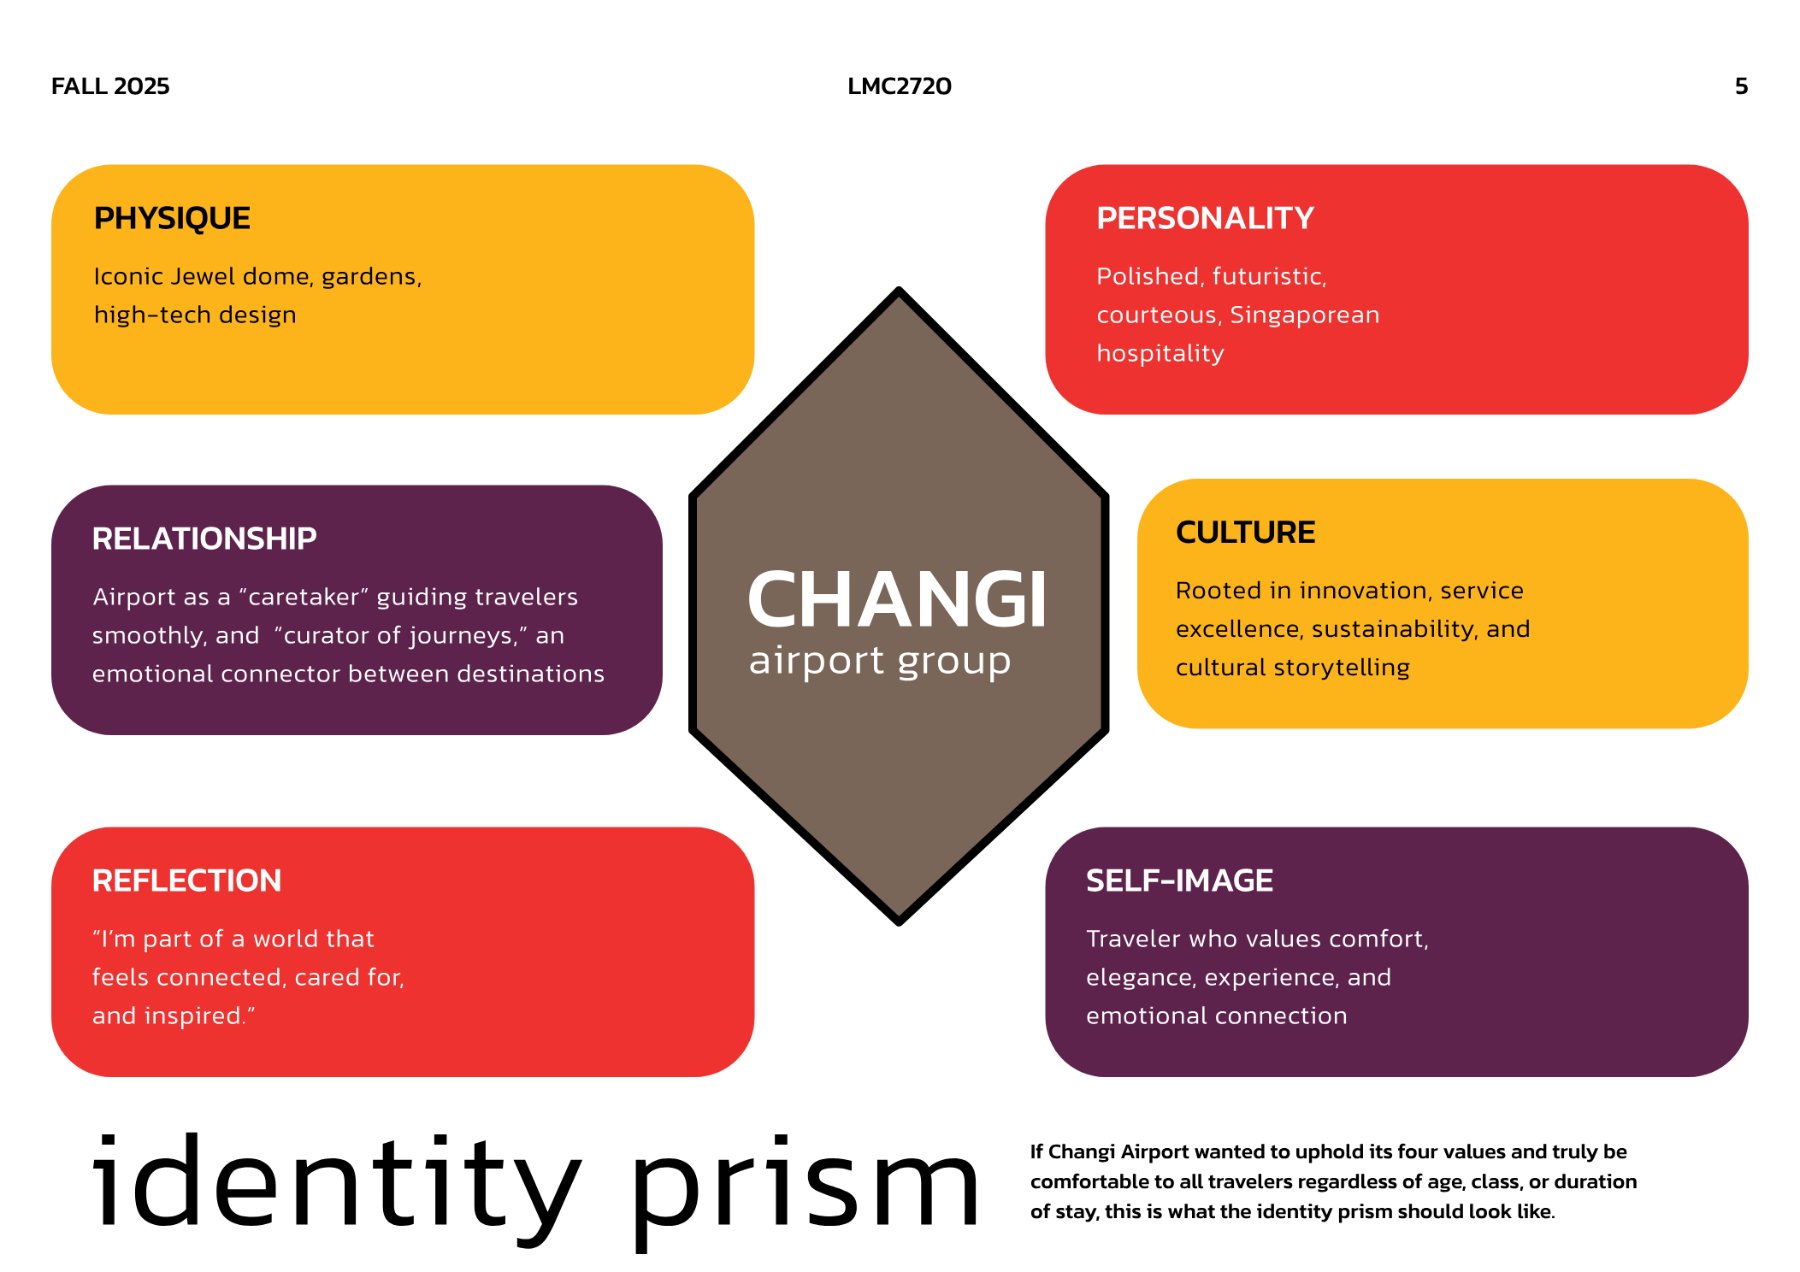 FALL 2025
LMC2720
5
PHYSIQUE
Iconic Jewel dome, gardens,
high-tech design
PERSONALITY
Polished, futuristic,
courteous, Singaporean
hospitality
RELATIONSHIP
Airport as a “caretaker” guiding travelers
smoothly, and “curator of journeys,” an
emotional connector between destinations
CHANGI
airport group
CULTURE
Rooted in innovation, service
excellence, sustainability, and
cultural storytelling
REFLECTION
“I’m part of a world that
feels connected, cared for,
and inspired.”
SELF-IMAGE
Traveler who values comfort,
elegance, experience, and
emotional connection
identity prism
If Changi Airport wanted to uphold its four values and truly be
comfortable to all travelers regardless of age, class, or duration
of stay, this is what the identity prism should look like.